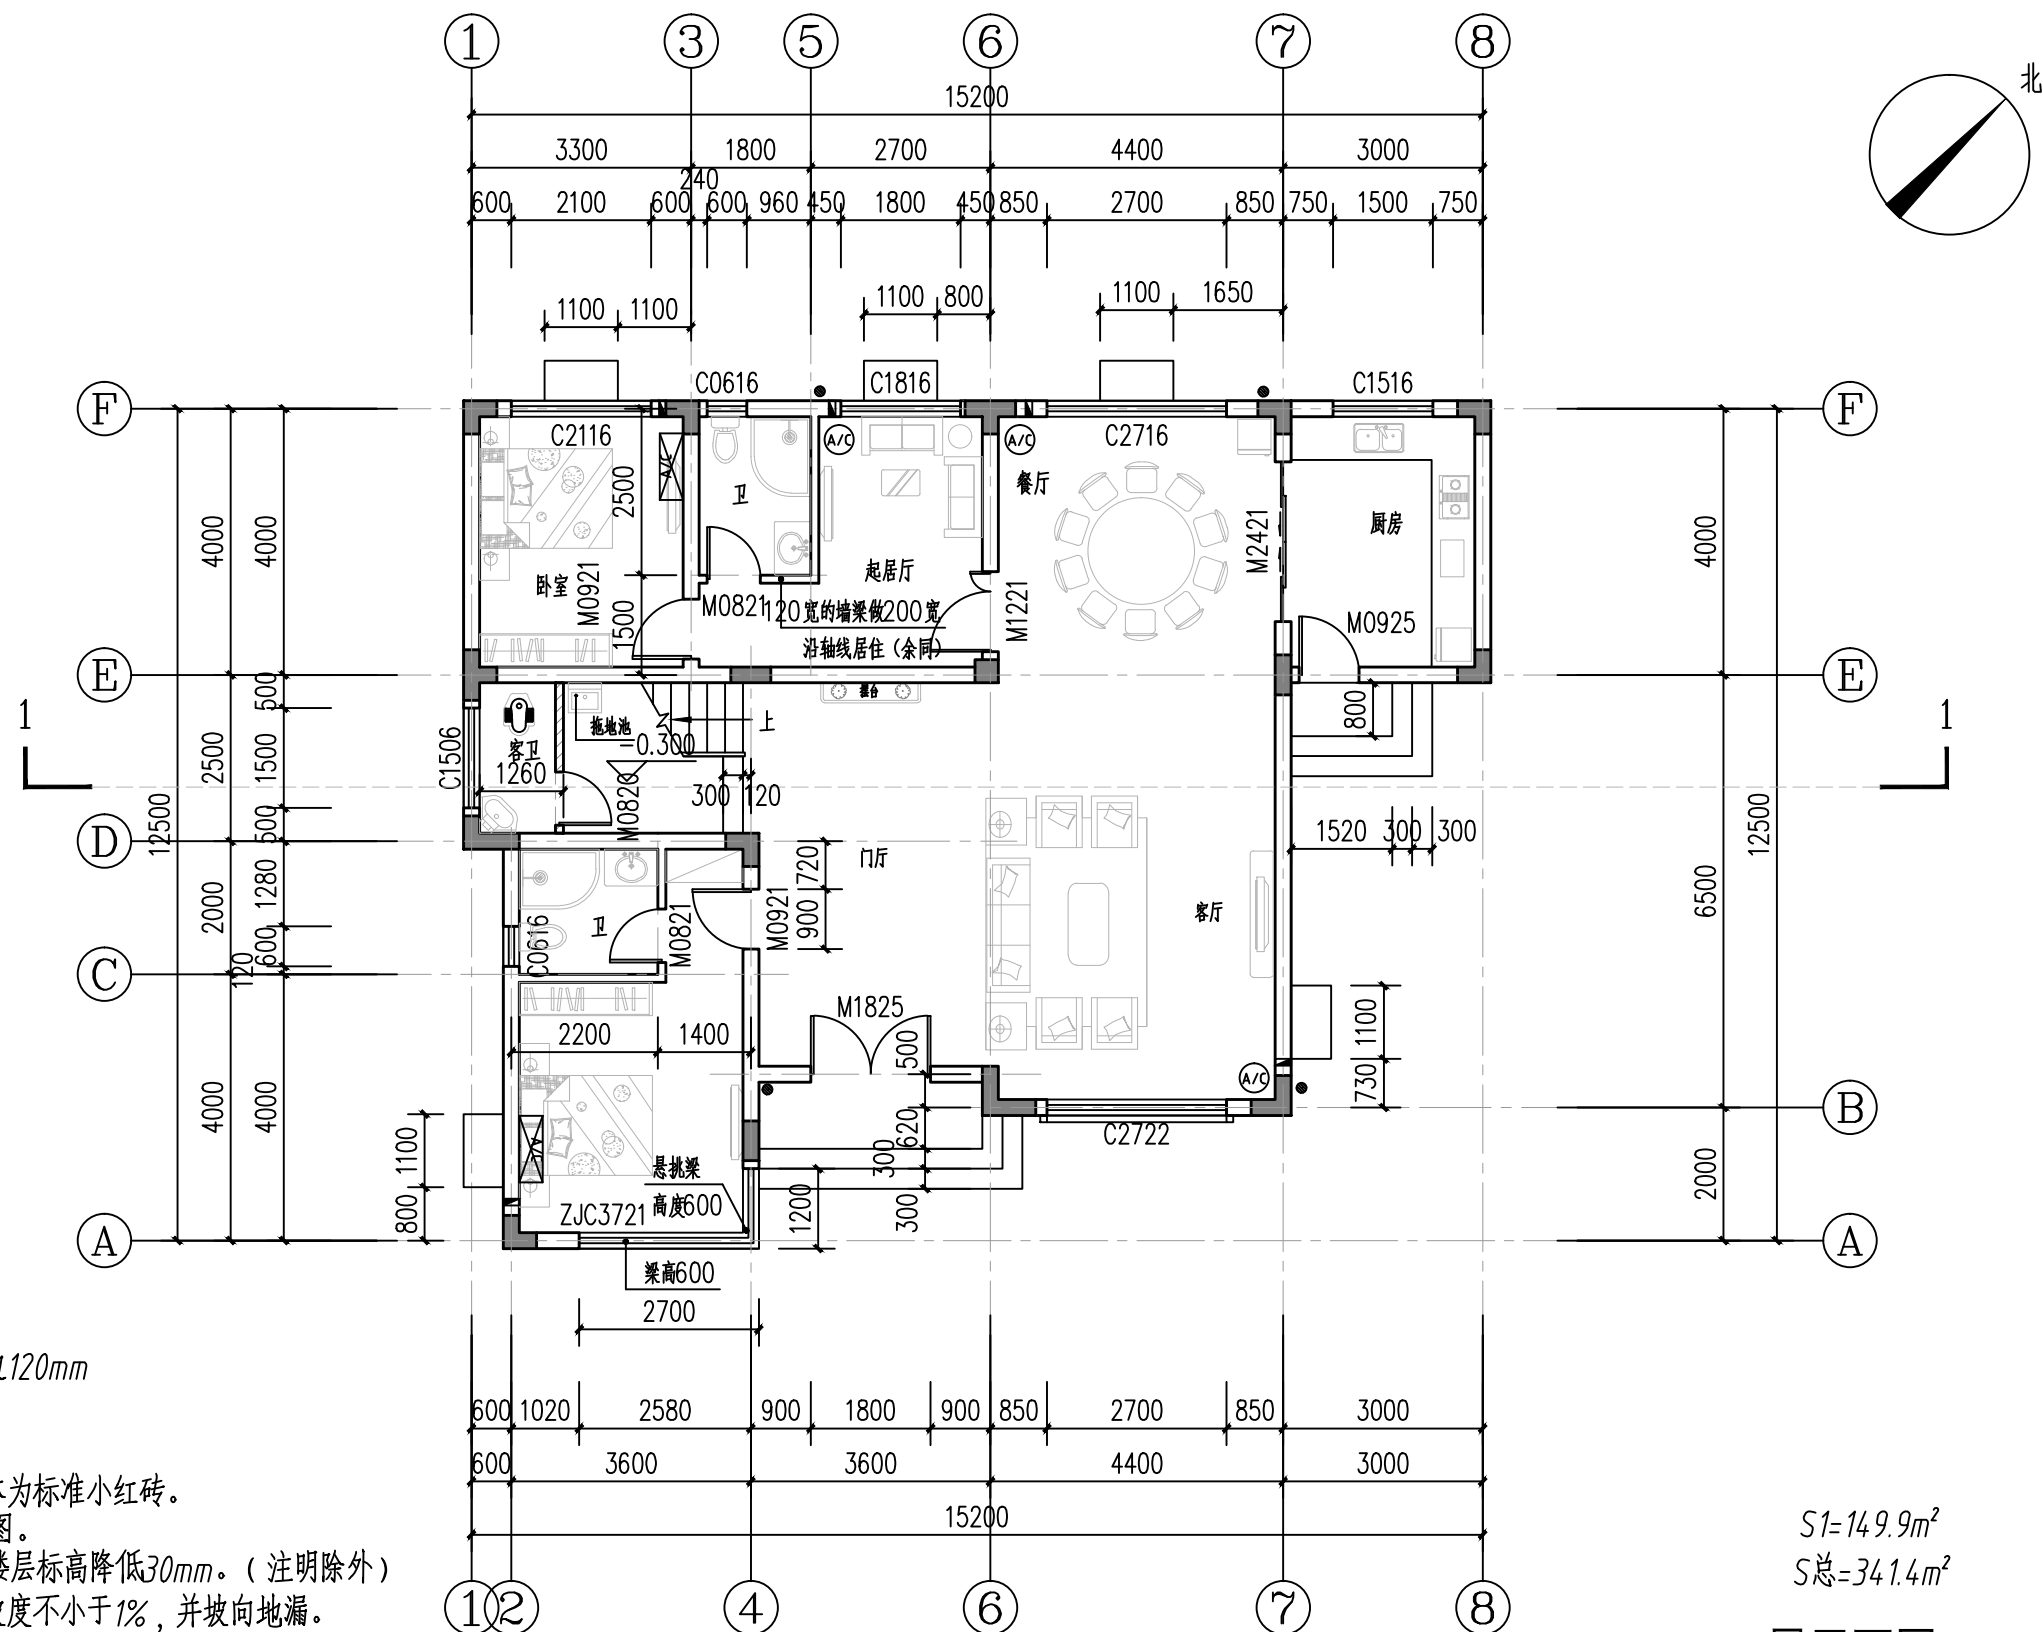 1 3 5 6 7 8
北
15200
3300 1800 2700 4400 3000
240
600 2100 600 600 960 450 1800 450 850 2700 850 750 1500 750
1100 1100 1100 800 1100 1650
C0616 C1816 C1516
F F
C2116 A/C A/C C2716
A/C
2500 卫 餐厅
4000 4000 M2421 厨房 4000
卧室 M0921 起居厅
1500 M0821 120宽的墙梁做200宽 M1221 M0925
沿轴线居住(余同)
E E
500 摆台 800
1 拖地池 上 1
C1506 客卫 -0.300
2500 1500 1260
M0820 300 120
12500 500 1520 300 300 12500
D
门厅 720
1280 900 M0921
2000 600 C0616 卫 M0821 客厅 6500
120
C
M1825
2200 1400 500 1100
4000 4000 A/C 730
B
1100 A/C C2722
620
悬挑梁 300
800 ZJC3721 高度600 1200 300 2000
A A
梁高600
2700
120mm
600 1020 2580 900 1800 900 850 2700 850 3000
600 3600 3600 4400 3000
为标准小红砖。
15200
S1=149.9m²
图。
楼层标高降低30mm。(注明除外)
S总=341.4m²
度不小于1%,并坡向地漏。
1 2 4 6 7 8